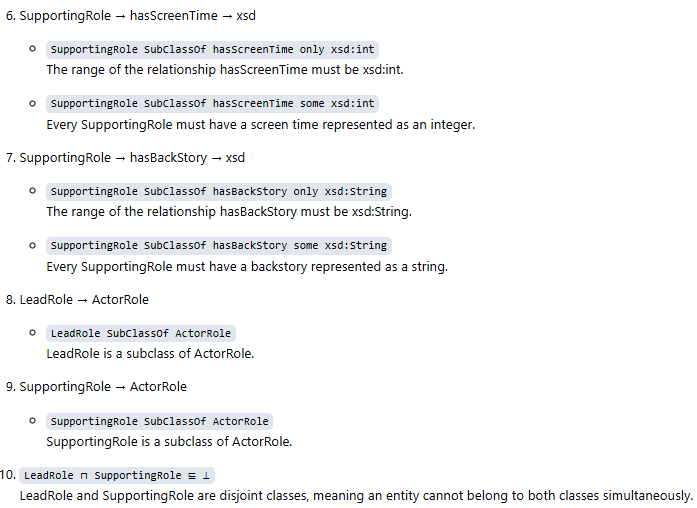 6. SupportingRole → hasScreenTime → xsd
SupportingRole SubClassOf hasScreenTime only xsd:int
The range of the relationship hasScreenTime must be xsd:int.
SupportingRole SubClassOf hasScreenTime some xsd:int
Every SupportingRole must have a screen time represented as an integer.
7. SupportingRole → hasBackStory → xsd
SupportingRole SubClassOf hasBackStory only xsd:String
The range of the relationship hasBackStory must be xsd:String.
SupportingRole SubClassOf hasBackStory some xsd:String
Every SupportingRole must have a backstory represented as a string.
8. LeadRole → ActorRole
LeadRole SubClassOf ActorRole
LeadRole is a subclass of ActorRole.
9. SupportingRole → ActorRole
SupportingRole SubClassOf ActorRole
SupportingRole is a subclass of ActorRole.
10. LeadRole ⊓ SupportingRole ⊑ ⊥
LeadRole and SupportingRole are disjoint classes, meaning an entity cannot belong to both classes simultaneously.